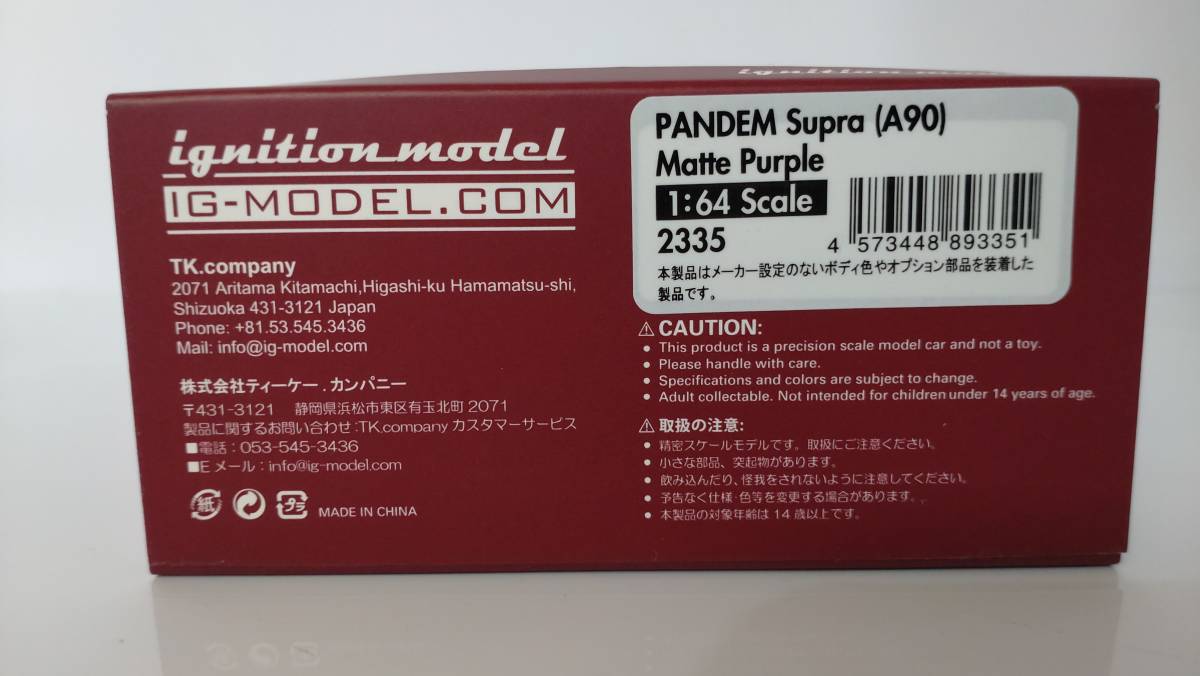 ignition model
ignition model
IG-MODEL.COM
TK.company
2071 Aritama Kitamachi,Higashi-ku Hamamatsu-shi,
Shizuoka 431-3121 Japan
Phone: +81.53.545.3436
Mail: info@ig-model.com
株式会社ティーケー.カンパニー
〒431-3121 静岡県浜松市東区有玉北町 2071
製品に関するお問い合わせ:TK.company カスタマーサービス
■電話:053-545-3436
■E メール:info@ig-model.com
紙 プラ MADE IN CHINA
PANDEM Supra (A90)
Matte Purple
1:64 Scale
2335
4 573448 893351
本製品はメーカー設定のないボディ色やオプション部品を装着した
製品です。
⚠ CAUTION:
• This product is a precision scale model car and not a toy.
• Please handle with care.
• Specifications and colors are subject to change.
• Adult collectable. Not intended for children under 14 years of age.
⚠ 取扱の注意:
• 精密スケールモデルです。取扱にご注意ください。
• 小さな部品、突起物があります。
• 飲み込んだり、怪我をされないように注意してください。
• 予告なく仕様・色等を変更する場合があります。
• 本製品の対象年齢は 14 歳以上です。